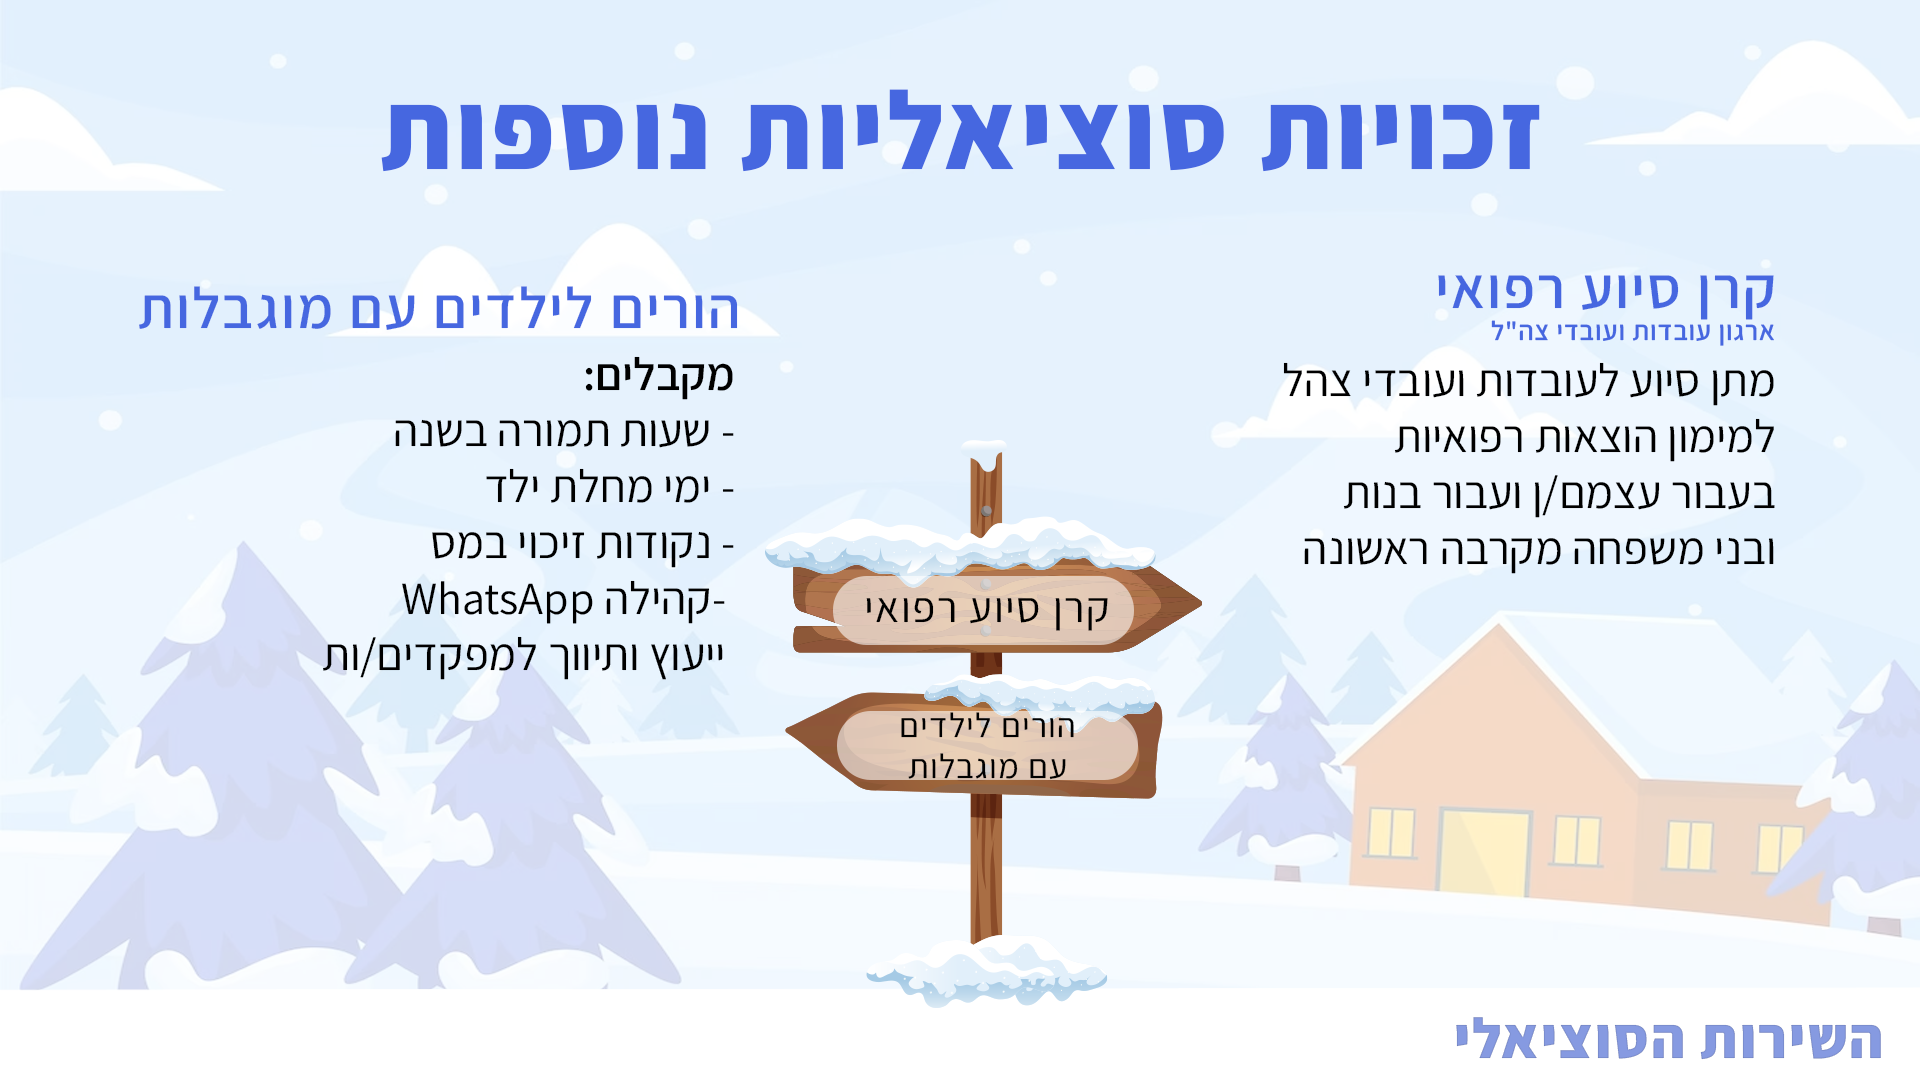 זכויות סוציאליות נוספות
קרן סיוע רפואי
ארגון עובדות ועובדי צה"ל
מתן סיוע לעובדות ועובדי צהל
למימון הוצאות רפואיות
בעבור עצמם/ן ועבור בנות
ובני משפחה מקרבה ראשונה
הורים לילדים עם מוגבלות
מקבלים:
- שעות תמורה בשנה
- ימי מחלת ילד
- נקודות זיכוי במס
-קהילה WhatsApp
ייעוץ ותיווך למפקדים/ות
קרן סיוע רפואי
הורים לילדים
עם מוגבלות
השירות הסוציאלי